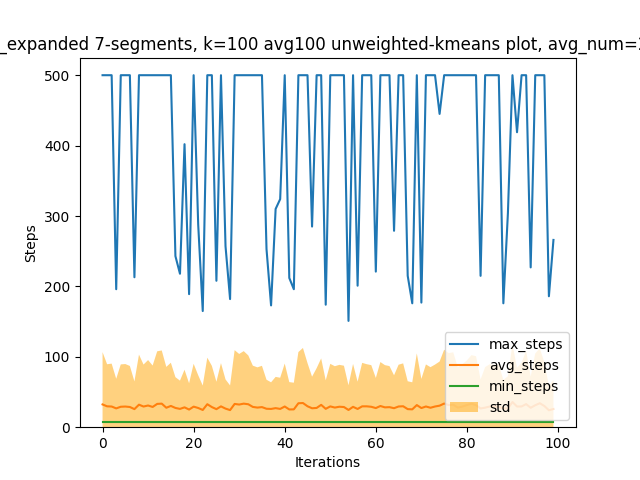 _expanded 7-segments, k=100 avg100 unweighted-kmeans plot, avg_num=
500
400
300
200
100
0
Steps
max_steps
avg_steps
min_steps
std
0 20 40 60 80 100
Iterations